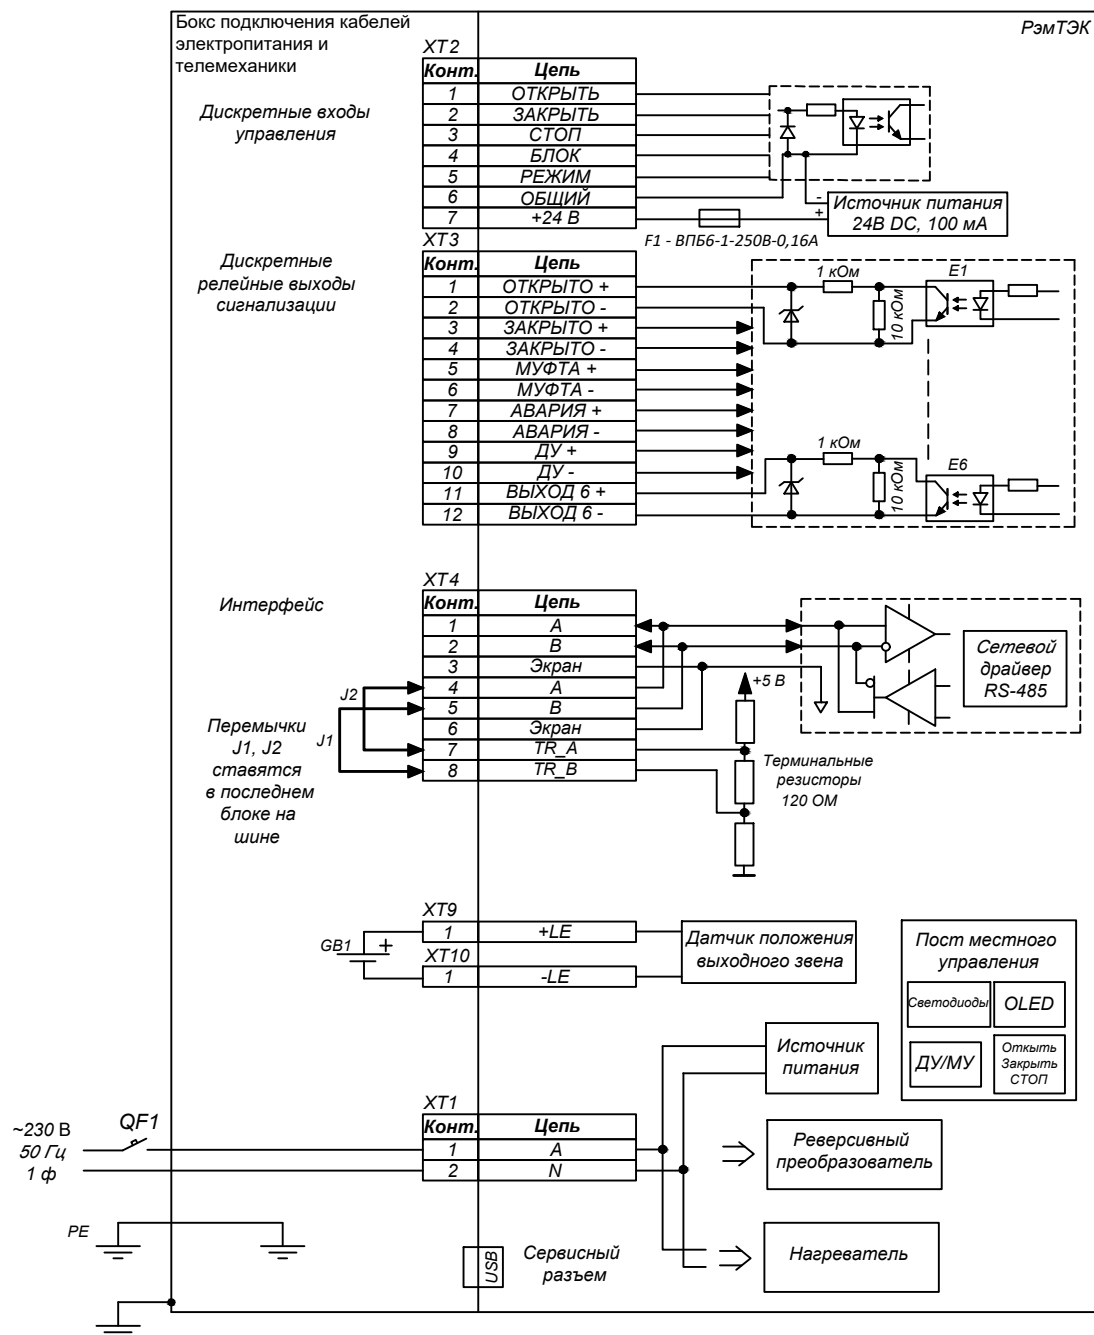 Бокс подключения кабелей
электропитания и
телемеханики
РэмТЭК
XT2
Конт. Цепь
1 ОТКРЫТЬ
2 ЗАКРЫТЬ
3 СТОП
4 БЛОК
5 РЕЖИМ
6 ОБЩИЙ
7 +24 В
Дискретные входы
управления
-
+
Источник питания
24В DC, 100 мА
F1 - ВПБ6-1-250В-0,16А
XT3
Конт. Цепь
1 ОТКРЫТО +
2 ОТКРЫТО -
3 ЗАКРЫТО +
4 ЗАКРЫТО -
5 МУФТА +
6 МУФТА -
7 АВАРИЯ +
8 АВАРИЯ -
9 ДУ +
10 ДУ -
11 ВЫХОД 6 +
12 ВЫХОД 6 -
Дискретные
релейные выходы
сигнализации
1 кОм
10 кОм
E1
1 кОм
10 кОм
E6
XT4
Конт. Цепь
1 A
2 B
3 Экран
4 A
5 B
6 Экран
7 TR_A
8 TR_B
Интерфейс
J2
J1
Перемычки
J1, J2
ставятся
в последнем
блоке на
шине
Сетевой
драйвер
RS-485
+5 В
Терминальные
резисторы
120 ОМ
XT9
1 +LE
XT10
1 -LE
GB1
+
Датчик положения
выходного звена
Пост местного
управления
Светодиоды
OLED
ДУ/МУ
Откыть
Закрыть
СТОП
Источник
питания
XT1
Конт. Цепь
1 A
2 N
~230 В
50 Гц
1 ф
QF1
Реверсивный
преобразователь
PE
USB
Сервисный
разъем
Нагреватель